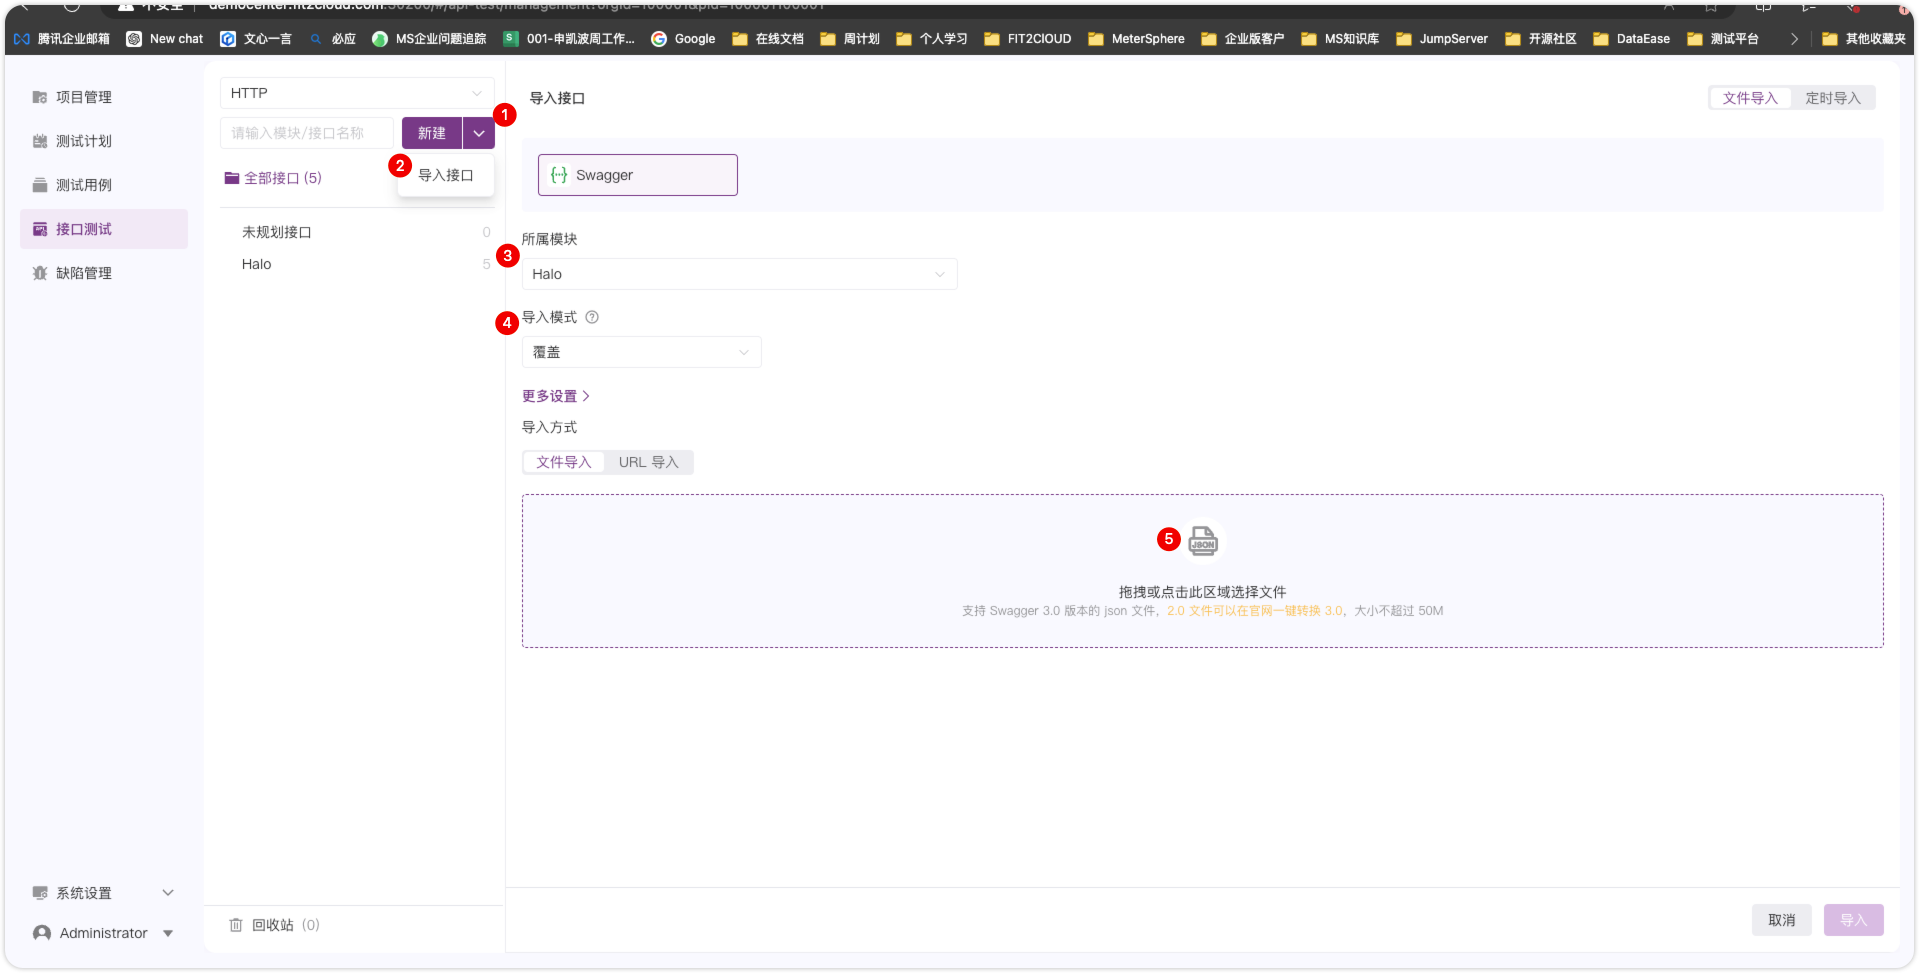 不安全 democenter.fit2cloud.com:30200/#/api-test/management?orgId=100001&pId=100001100001
腾讯企业邮箱 New chat 文心一言 必应 MS企业问题追踪 001-申凯波周工作... Google 在线文档 周计划 个人学习 FIT2ClOUD MeterSphere 企业版客户 MS知识库 JumpServer 开源社区 DataEase 测试平台 其他收藏夹
项目管理
测试计划
测试用例
接口测试
缺陷管理
系统设置
Administrator
HTTP
请输入模块/接口名称 新建
1
2
导入接口
全部接口 (5)
未规划接口 0
Halo 5
回收站 (0)
导入接口
文件导入 定时导入
Swagger
所属模块
3
Halo
4
导入模式
覆盖
更多设置
导入方式
文件导入 URL 导入
5
JSON
拖拽或点击此区域选择文件
支持 Swagger 3.0 版本的 json 文件，2.0 文件可以在官网一键转换 3.0，大小不超过 50M
取消 导入